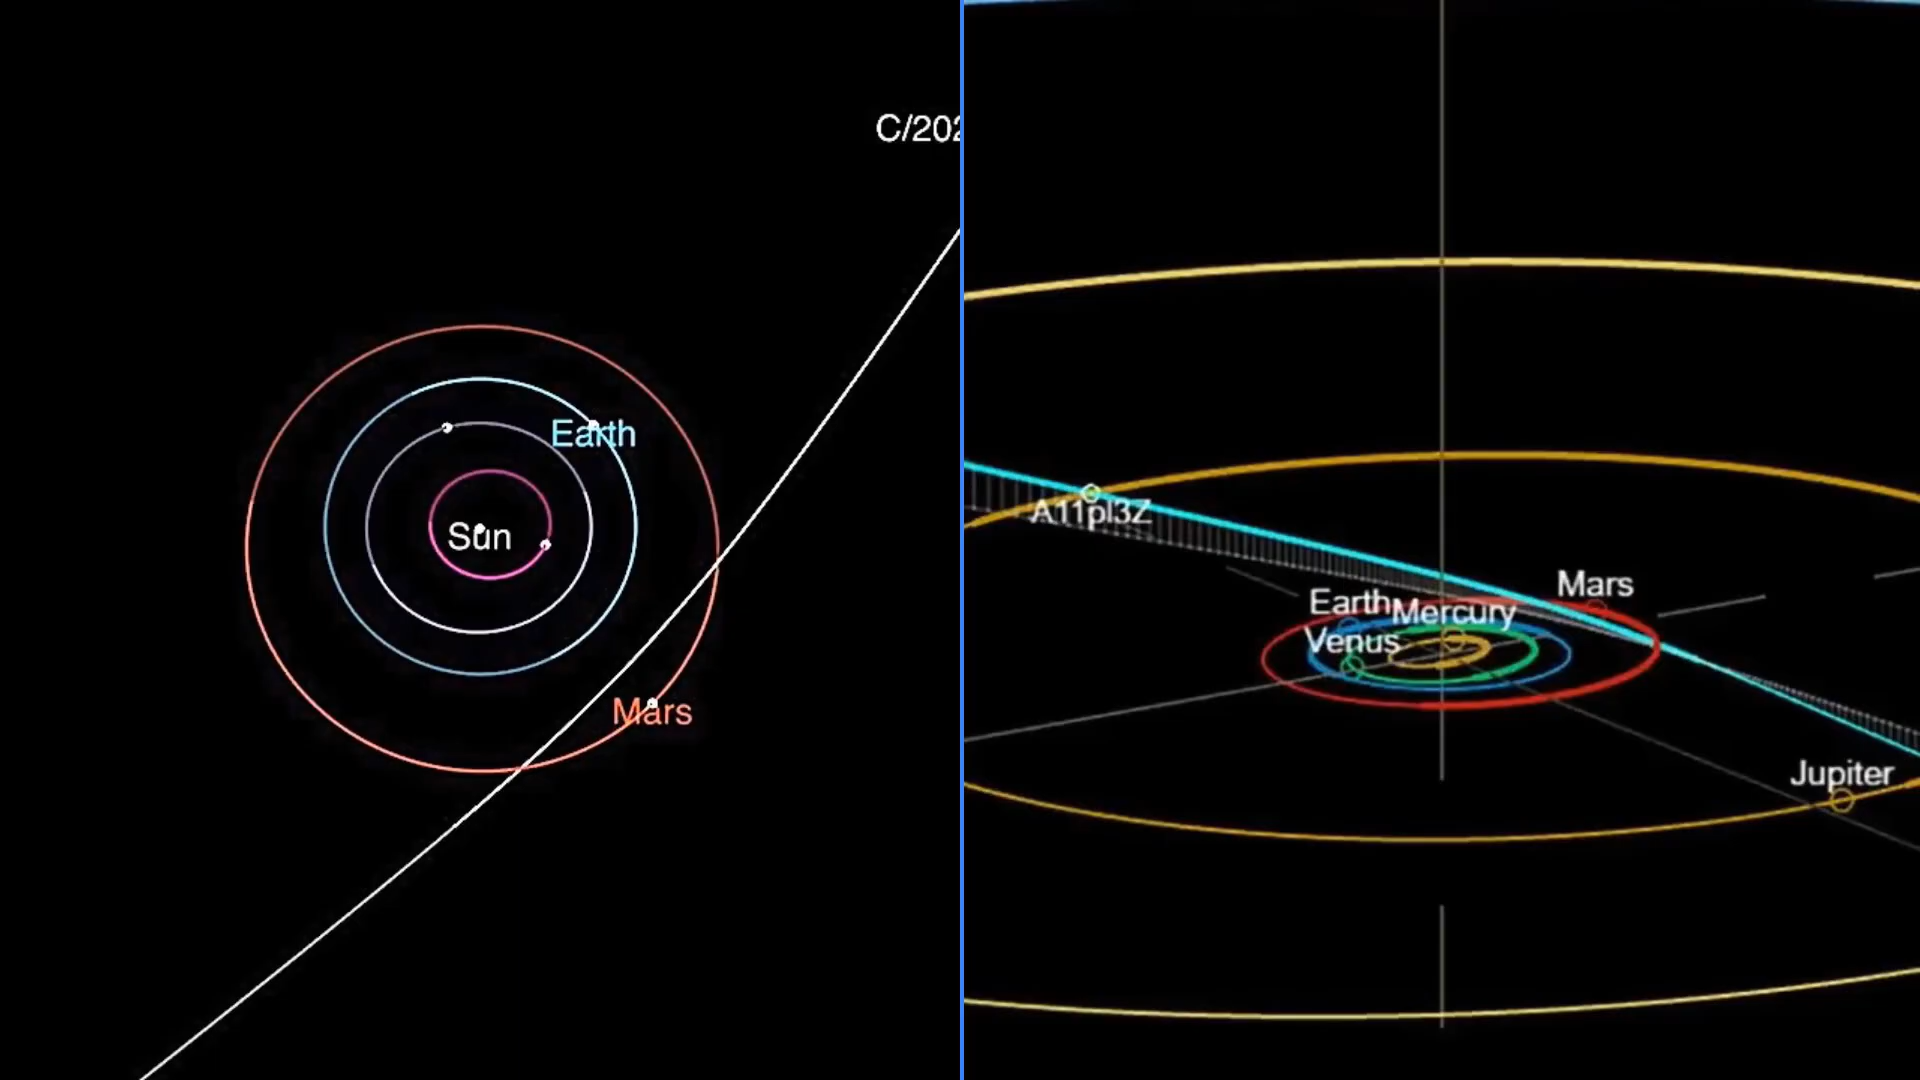 C/202
Earth
Sun
Mars
A11pl3Z
Mars
Earth
Mercury
Venus
Jupiter